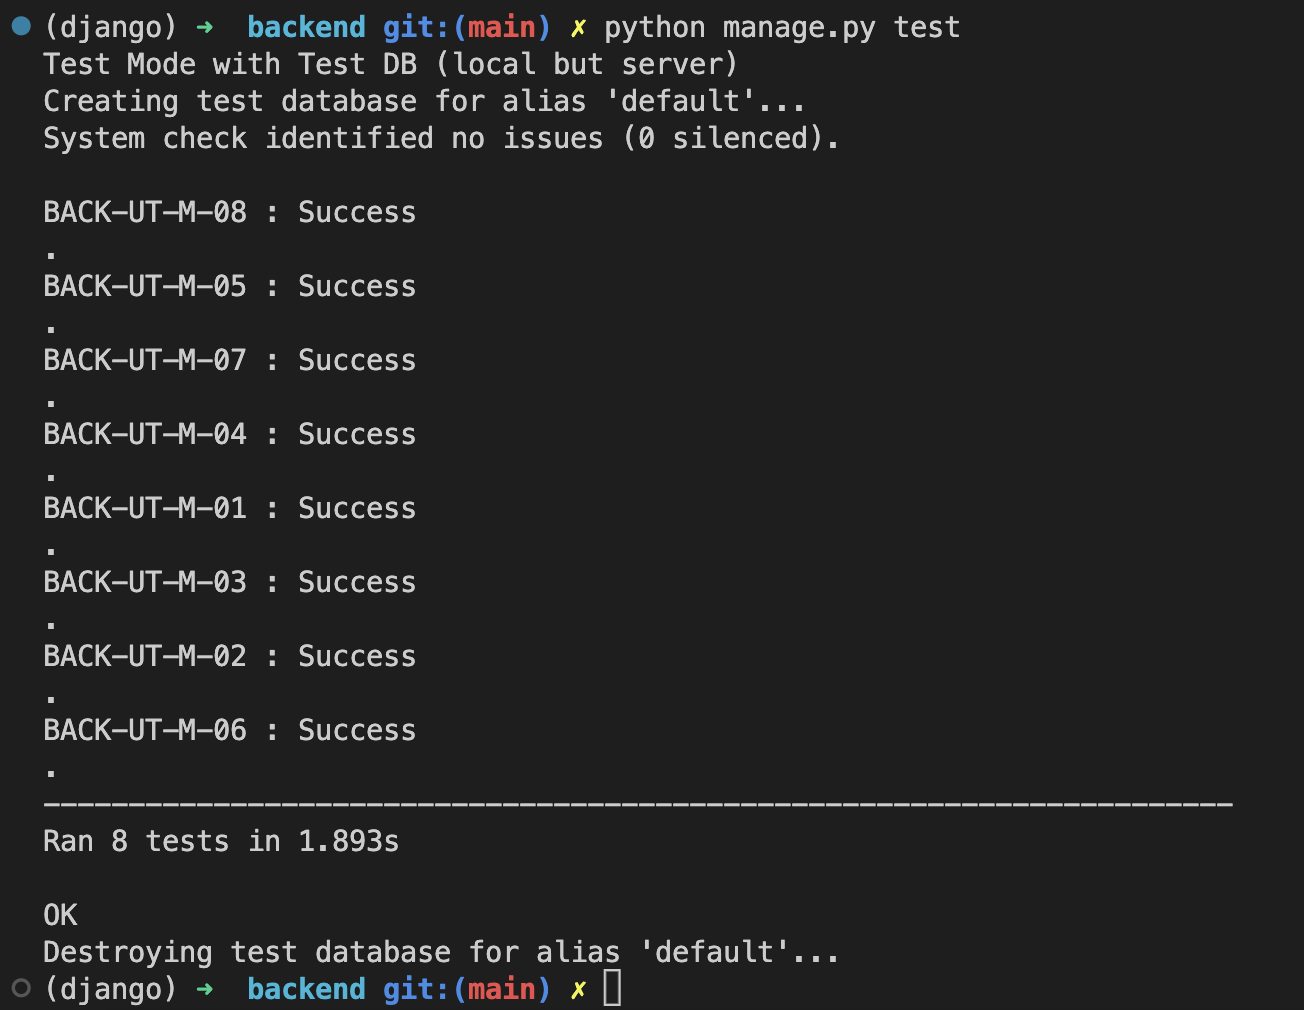 (django) ➜  backend git:(main) ✗ python manage.py test
Test Mode with Test DB (local but server)
Creating test database for alias 'default'...
System check identified no issues (0 silenced).
BACK-UT-M-08 : Success
.
BACK-UT-M-05 : Success
.
BACK-UT-M-07 : Success
.
BACK-UT-M-04 : Success
.
BACK-UT-M-01 : Success
.
BACK-UT-M-03 : Success
.
BACK-UT-M-02 : Success
.
BACK-UT-M-06 : Success
.
----------------------------------------------------------------------
Ran 8 tests in 1.893s
OK
Destroying test database for alias 'default'...
(django) ➜  backend git:(main) ✗